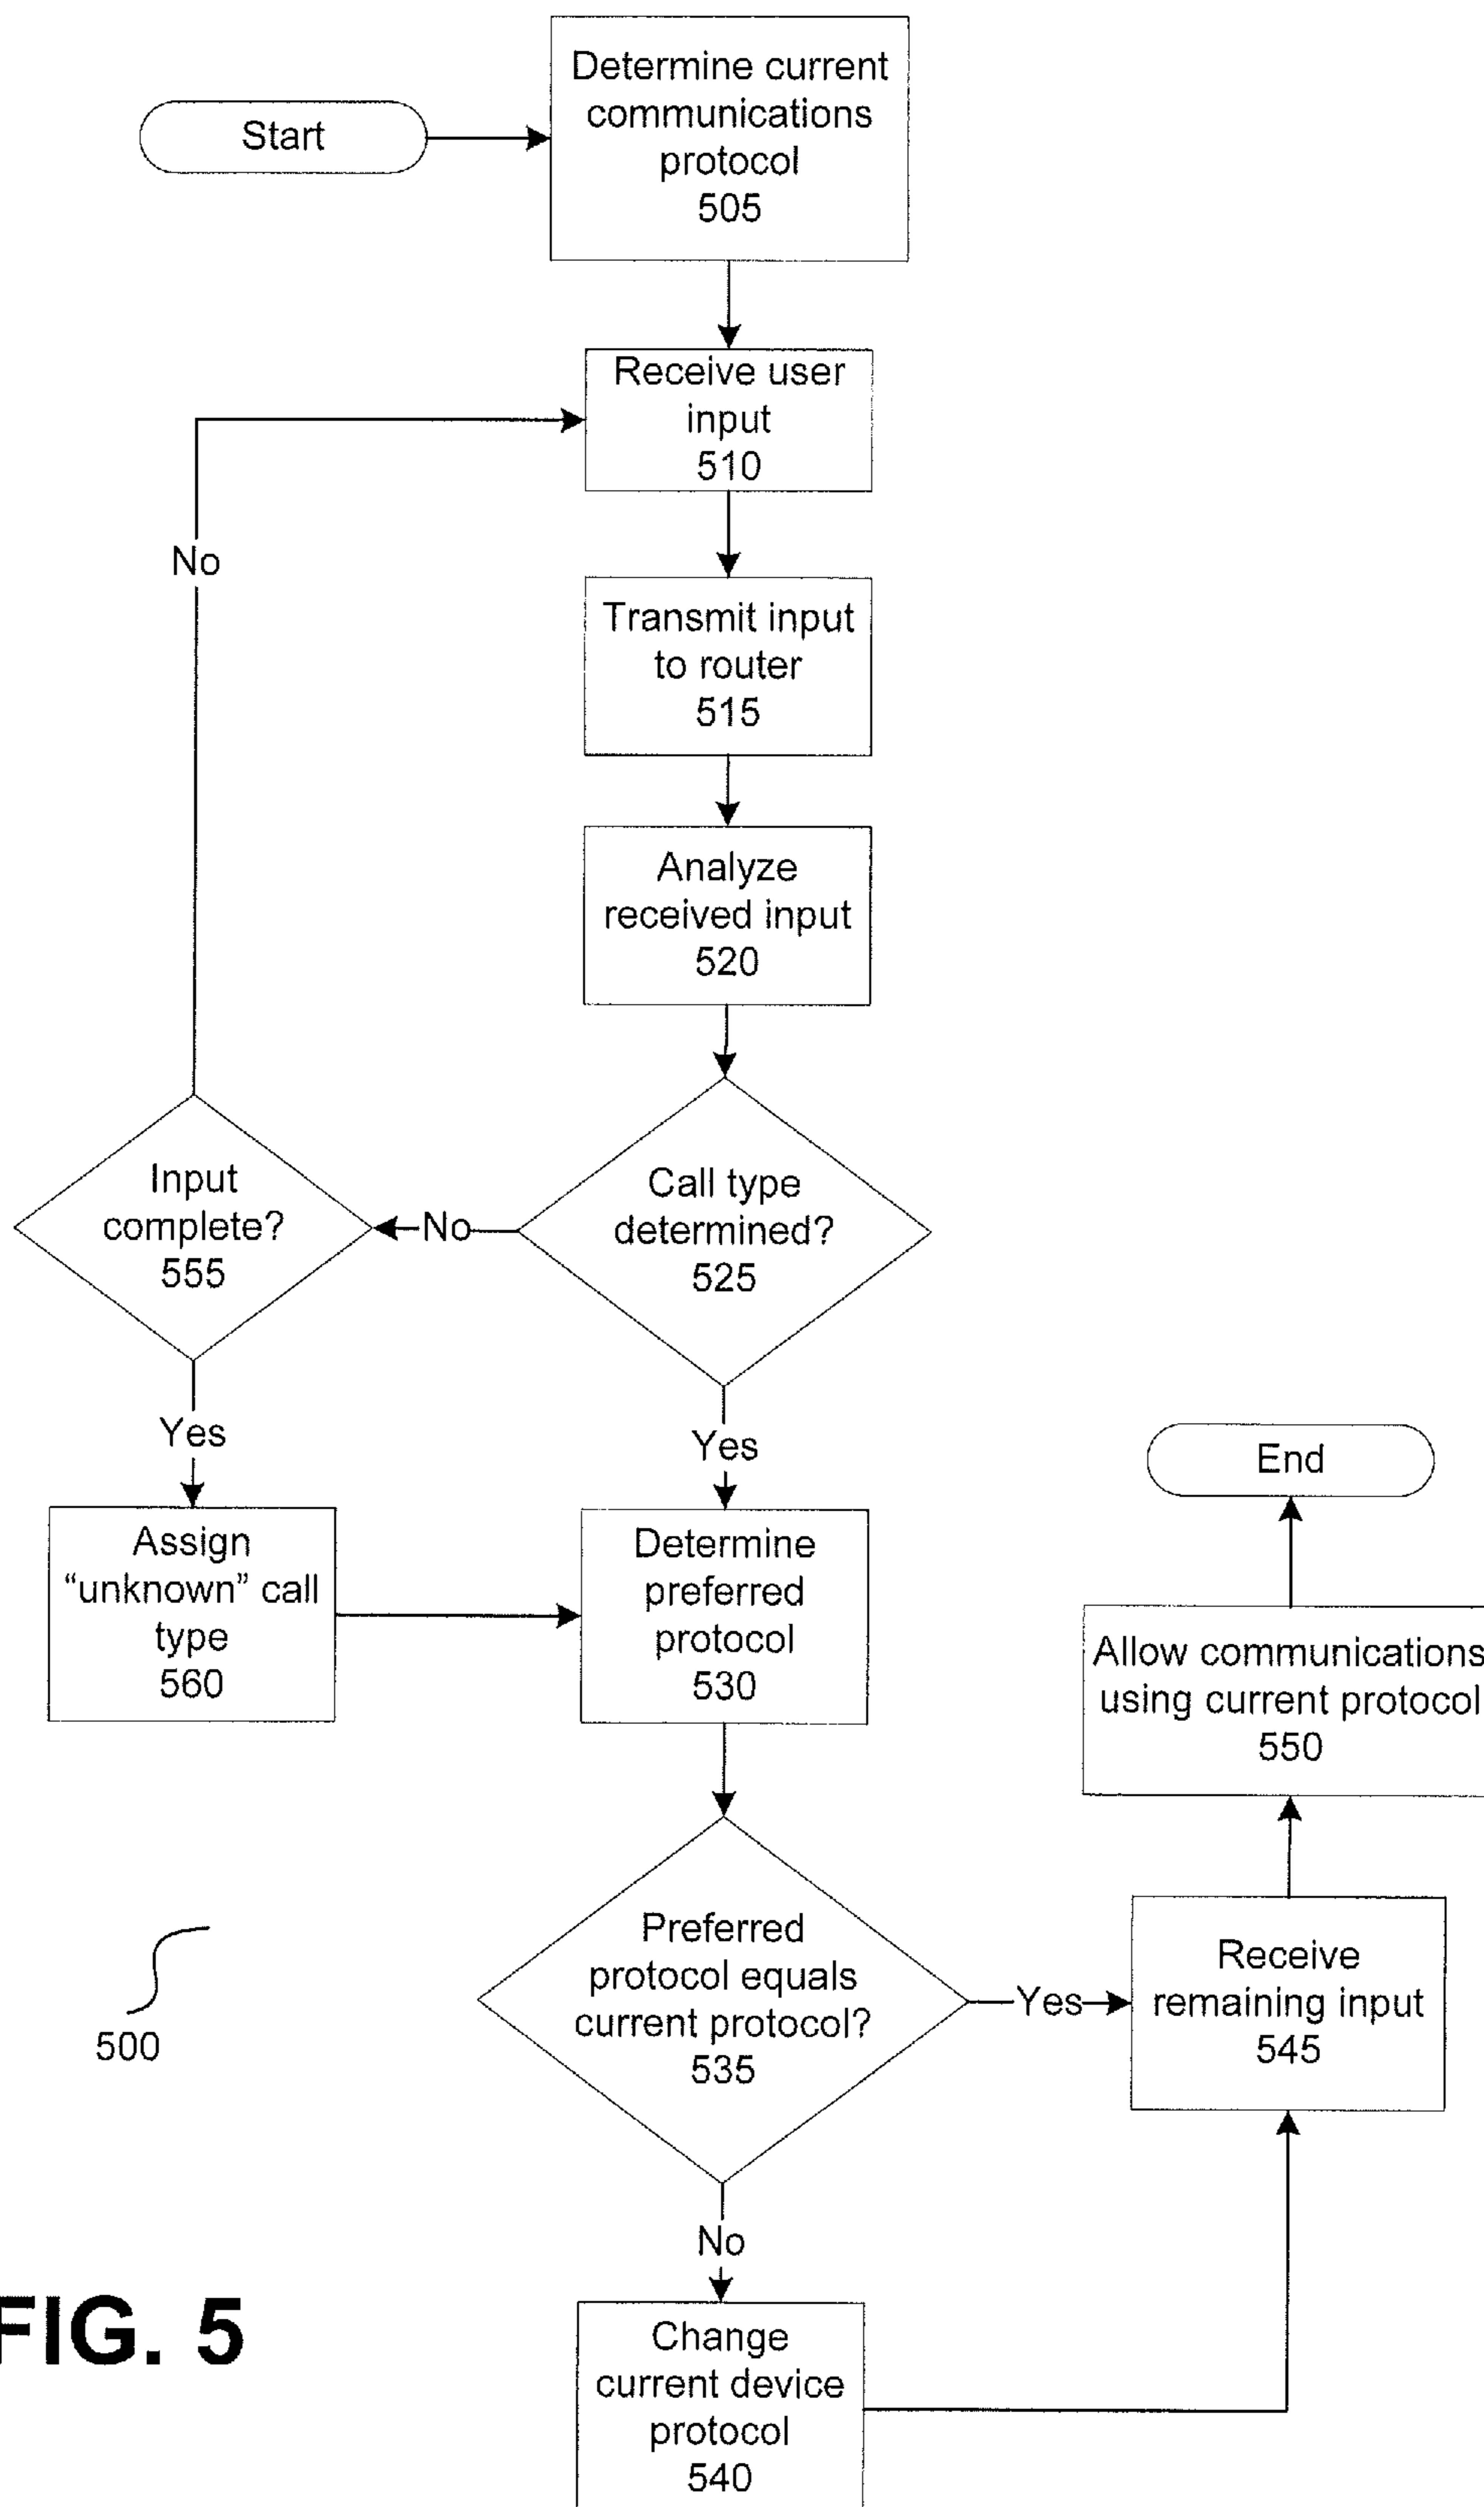 Start
Determine current
communications
protocol
505
Receive user
input
510
No
Transmit input
to router
515
Analyze
received input
520
Input
complete?
555
No
Call type
determined?
525
Yes
Yes
End
Assign
“unknown” call
type
560
Determine
preferred
protocol
530
Allow communications
using current protocol
550
Preferred
protocol equals
current protocol?
535
Yes
Receive
remaining input
545
500
No
FIG. 5
Change
current device
protocol
540